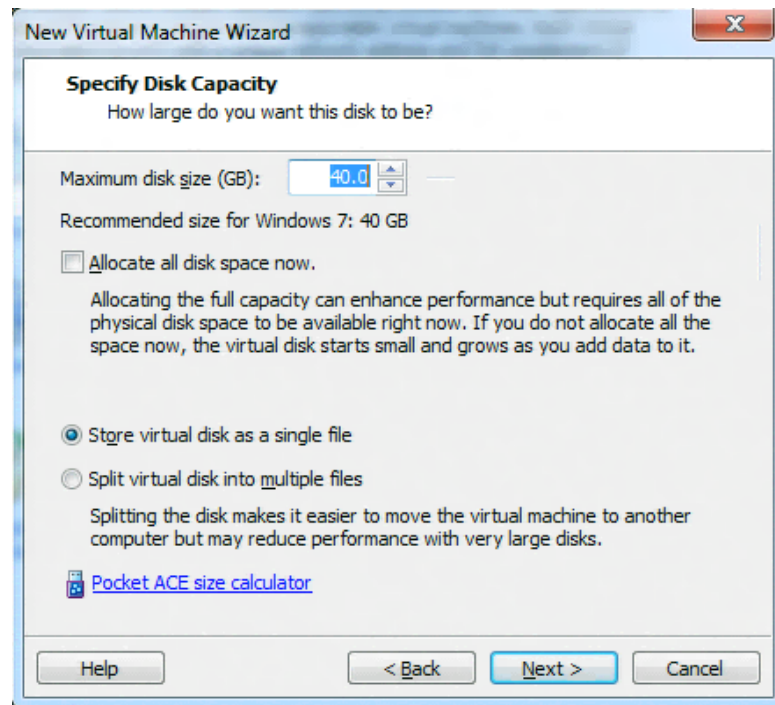 New Virtual Machine Wizard
Specify Disk Capacity
How large do you want this disk to be?
Maximum disk size (GB): 40.0
Recommended size for Windows 7: 40 GB
Allocate all disk space now.
Allocating the full capacity can enhance performance but requires all of the
physical disk space to be available right now. If you do not allocate all the
space now, the virtual disk starts small and grows as you add data to it.
Store virtual disk as a single file
Split virtual disk into multiple files
Splitting the disk makes it easier to move the virtual machine to another
computer but may reduce performance with very large disks.
Pocket ACE size calculator
Help < Back Next > Cancel